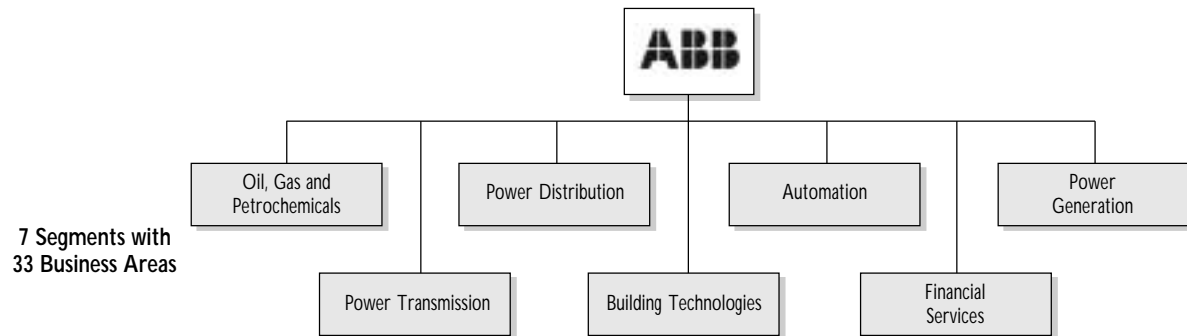 ABB
Oil, Gas and
Petrochemicals
Power Distribution
Automation
Power
Generation
7 Segments with
33 Business Areas
Power Transmission
Building Technologies
Financial
Services